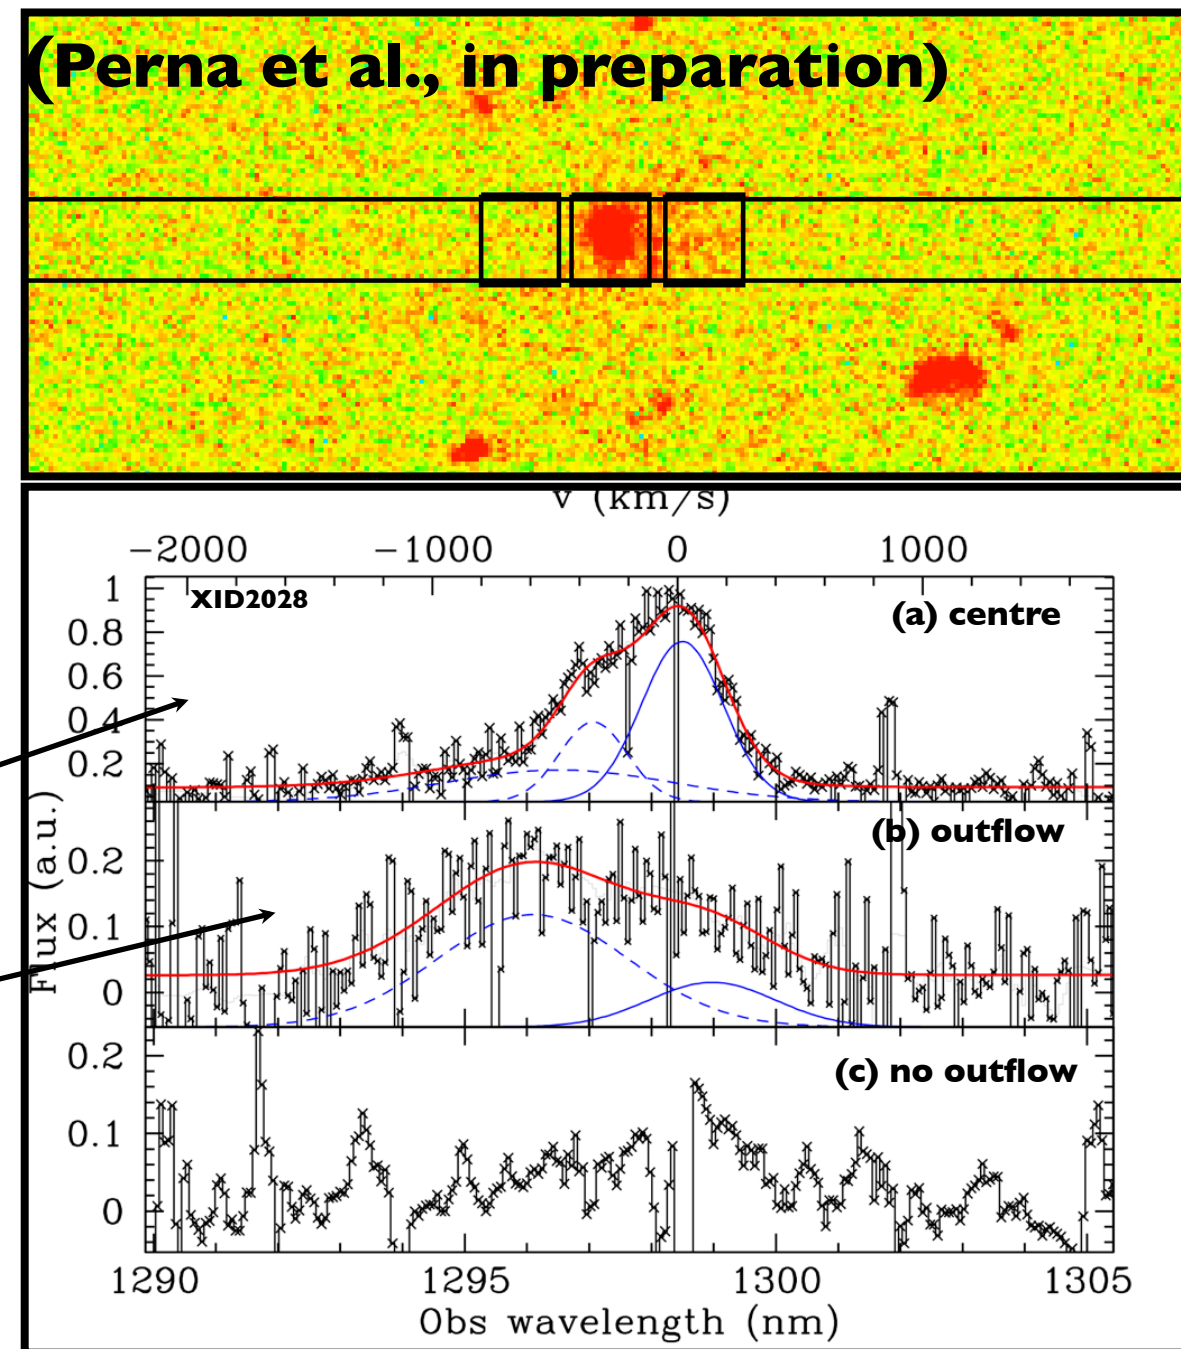 (Perna et al., in preparation)
v (km/s)
−2000 −1000 0 1000
XID2028
(a) centre
1
0.8
0.6
0.4
0.2
(b) outflow
0.2
0.1
0
(c) no outflow
0.2
0.1
0
Flux (a.u.)
1290 1295 1300 1305
Obs wavelength (nm)